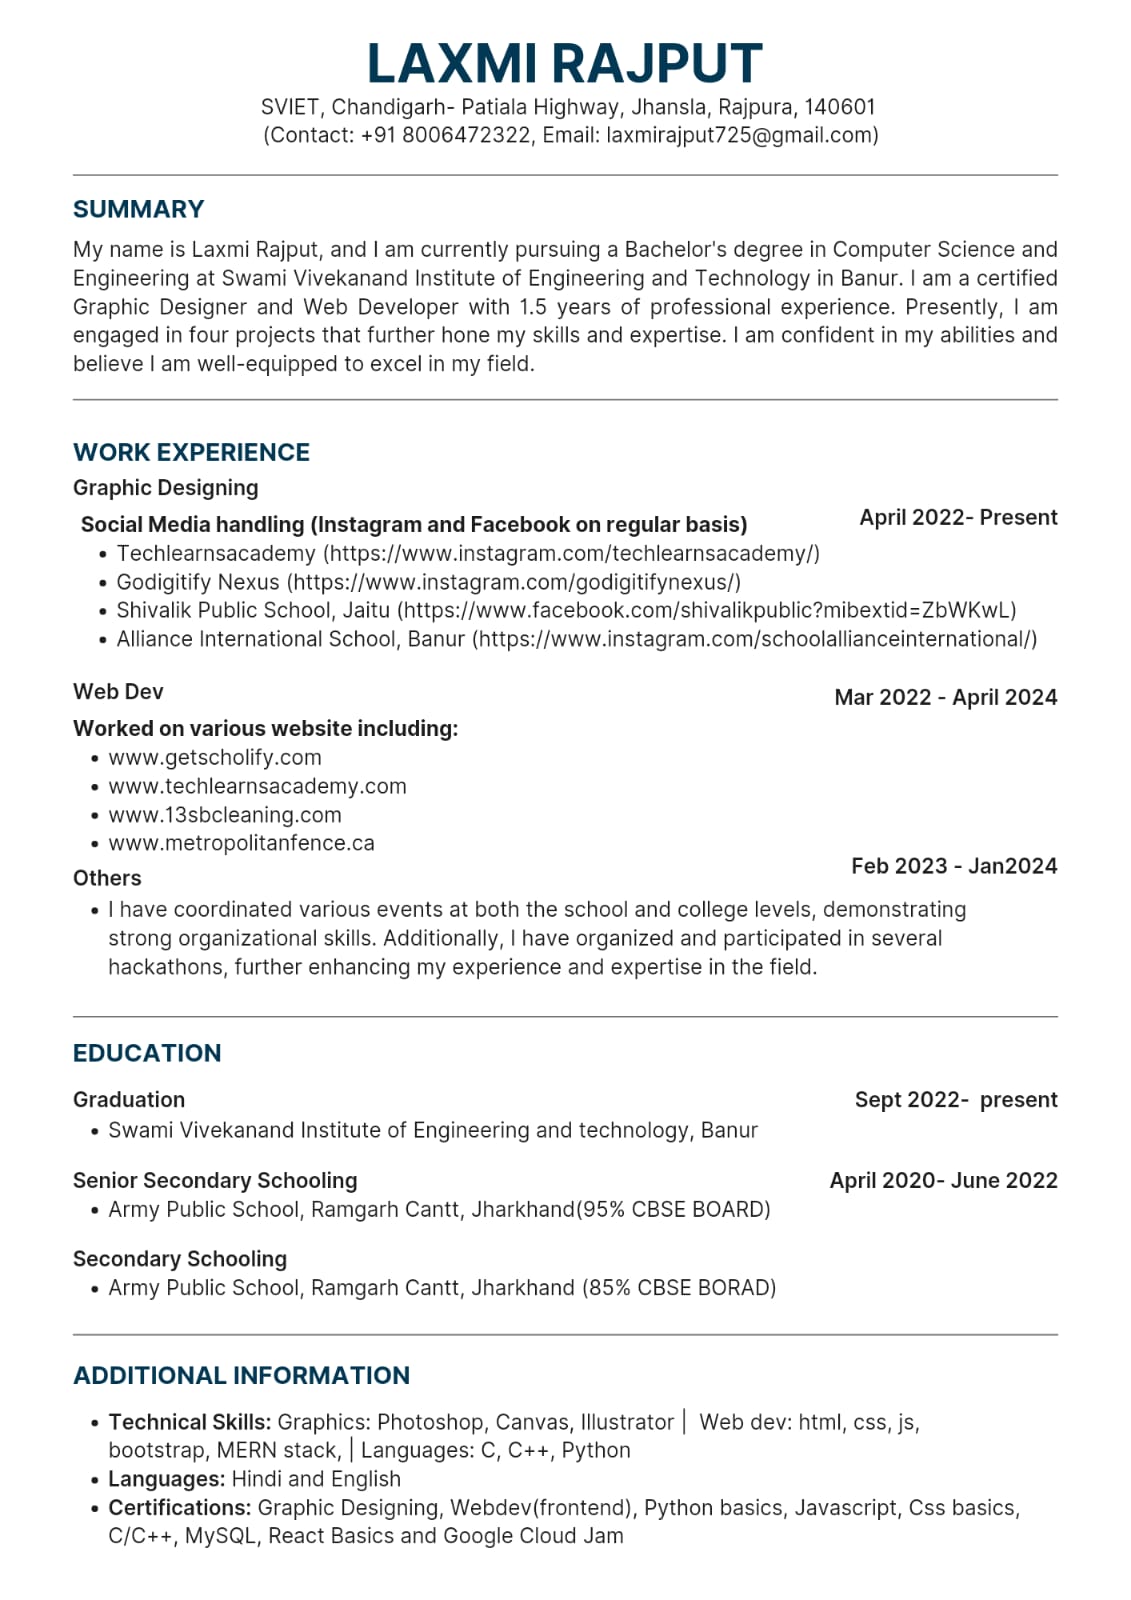 LAXMI RAJPUT
SVIET, Chandigarh- Patiala Highway, Jhansla, Rajpura, 140601
(Contact: +91 8006472322, Email: laxmirajput725@gmail.com)
SUMMARY
My name is Laxmi Rajput, and I am currently pursuing a Bachelor's degree in Computer Science and
Engineering at Swami Vivekanand Institute of Engineering and Technology in Banur. I am a certified
Graphic Designer and Web Developer with 1.5 years of professional experience. Presently, I am
engaged in four projects that further hone my skills and expertise. I am confident in my abilities and
believe I am well-equipped to excel in my field.
WORK EXPERIENCE
Graphic Designing
Social Media handling (Instagram and Facebook on regular basis) April 2022- Present
• Techlearnsacademy (https://www.instagram.com/techlearnsacademy/)
• Godigitify Nexus (https://www.instagram.com/godigitifynexus/)
• Shivalik Public School, Jaitu (https://www.facebook.com/shivalikpublic?mibextid=ZbWKwL)
• Alliance International School, Banur (https://www.instagram.com/schoolallianceinternational/)
Web Dev Mar 2022 - April 2024
Worked on various website including:
• www.getscholify.com
• www.techlearnsacademy.com
• www.13sbcleaning.com
• www.metropolitanfence.ca
Others Feb 2023 - Jan2024
• I have coordinated various events at both the school and college levels, demonstrating
strong organizational skills. Additionally, I have organized and participated in several
hackathons, further enhancing my experience and expertise in the field.
EDUCATION
Graduation Sept 2022-  present
• Swami Vivekanand Institute of Engineering and technology, Banur
Senior Secondary Schooling April 2020- June 2022
• Army Public School, Ramgarh Cantt, Jharkhand(95% CBSE BOARD)
Secondary Schooling
• Army Public School, Ramgarh Cantt, Jharkhand (85% CBSE BORAD)
ADDITIONAL INFORMATION
• Technical Skills: Graphics: Photoshop, Canvas, Illustrator |  Web dev: html, css, js,
bootstrap, MERN stack, | Languages: C, C++, Python
• Languages: Hindi and English
• Certifications: Graphic Designing, Webdev(frontend), Python basics, Javascript, Css basics,
C/C++, MySQL, React Basics and Google Cloud Jam